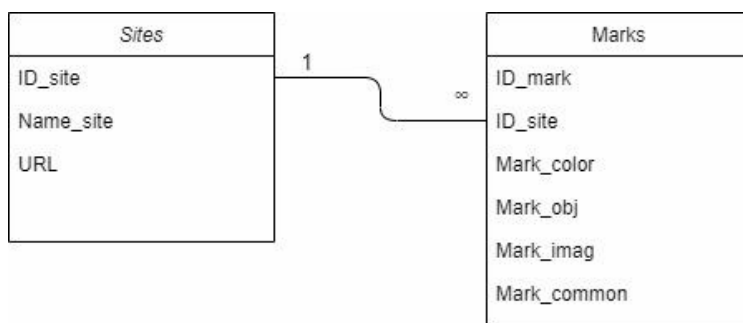 Sites
ID_site
Name_site
URL
1
∞
Marks
ID_mark
ID_site
Mark_color
Mark_obj
Mark_imag
Mark_common